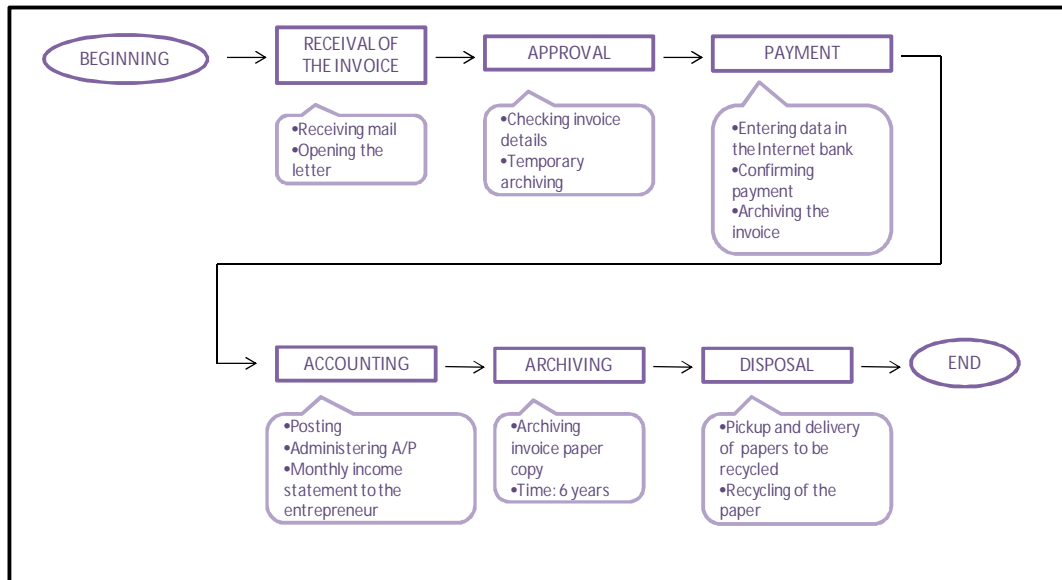 BEGINNING
RECEIVAL OF
THE INVOICE
APPROVAL
PAYMENT
•Receiving mail
•Opening the
letter
•Checking invoice
details
•Temporary
archiving
•Entering data in
the Internet bank
•Confirming
payment
•Archiving the
invoice
ACCOUNTING
ARCHIVING
DISPOSAL
END
•Posting
•Administering A/P
•Monthly income
statement to the
entrepreneur
•Archiving
invoice paper
copy
•Time: 6 years
•Pickup and delivery
of papers to be
recycled
•Recycling of the
paper